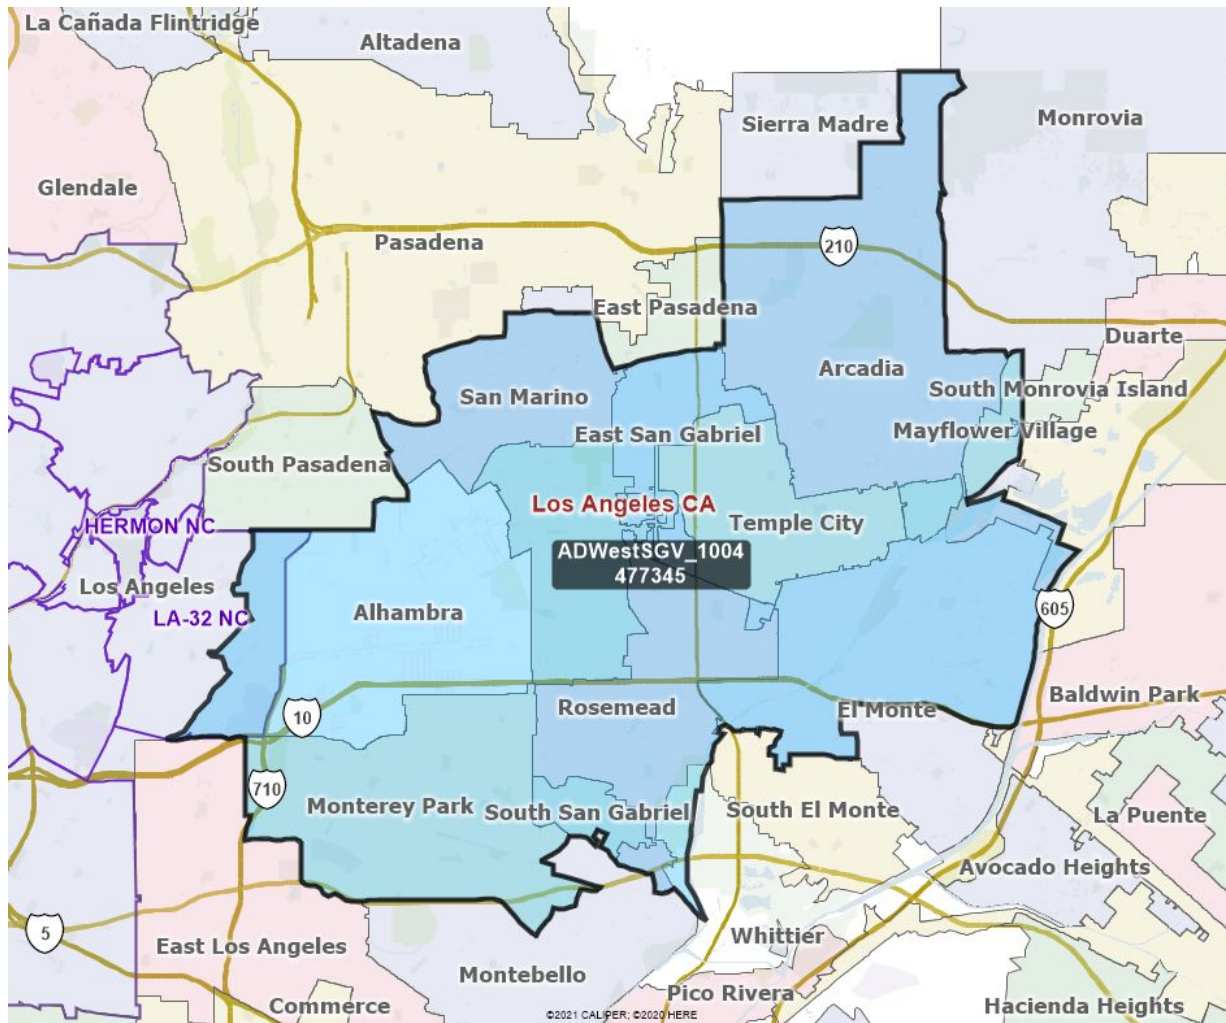 La Cañada Flintridge
Altadena
Sierra Madre
Monrovia
Glendale
Pasadena
210
East Pasadena
Duarte
Arcadia
South Monrovia Island
San Marino
Mayflower Village
East San Gabriel
South Pasadena
Los Angeles CA
Temple City
HERMON NC
ADWestSGV_1004
477345
Los Angeles
LA-32 NC
Alhambra
605
Baldwin Park
Rosemead
El Monte
10
710
Monterey Park
South San Gabriel
South El Monte
La Puente
Avocado Heights
5
East Los Angeles
Whittier
Montebello
Pico Rivera
Commerce
Hacienda Heights
©2021 CALIPER; ©2020 HERE